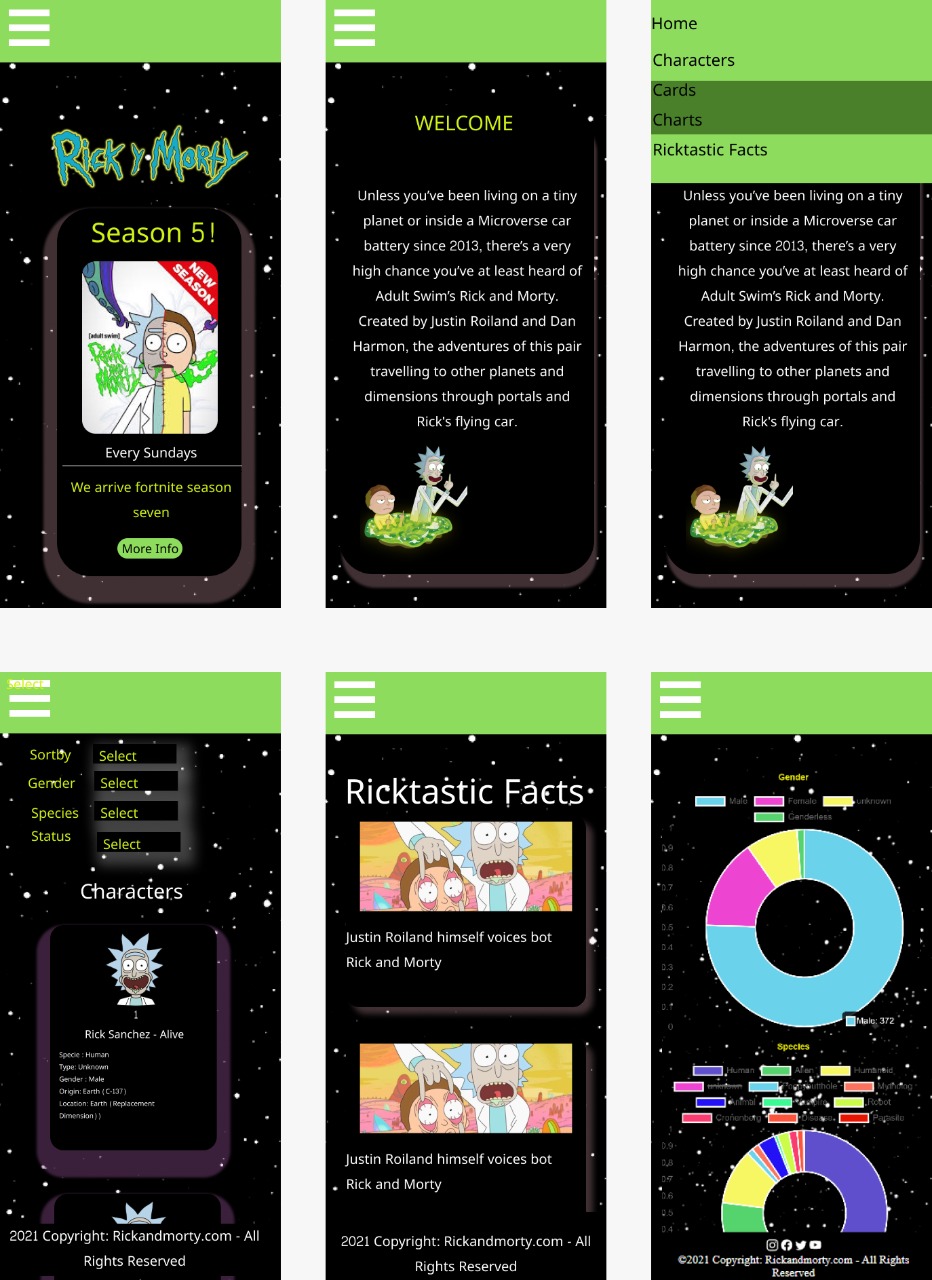 Rick y Morty
Season 5!
NEW
SEASON
[adult swim]
RICK
AND
MORTY
Every Sundays
We arrive fortnite season
seven
More Info
WELCOME
Unless you’ve been living on a tiny
planet or inside a Microverse car
battery since 2013, there’s a very
high chance you’ve at least heard of
Adult Swim’s Rick and Morty.
Created by Justin Roiland and Dan
Harmon, the adventures of this pair
travelling to other planets and
dimensions through portals and
Rick's flying car.
Home
Characters
Cards
Charts
Ricktastic Facts
Unless you’ve been living on a tiny
planet or inside a Microverse car
battery since 2013, there’s a very
high chance you’ve at least heard of
Adult Swim’s Rick and Morty.
Created by Justin Roiland and Dan
Harmon, the adventures of this pair
travelling to other planets and
dimensions through portals and
Rick's flying car.
Select
Sortby Select
Gender Select
Species Select
Status Select
Characters
1
Rick Sanchez - Alive
Specie : Human
Type: Unknown
Gender : Male
Origin: Earth ( C-137 )
Location: Earth ( Replacement
Dimension ) )
2021 Copyright: Rickandmorty.com - All
Rights Reserved
Ricktastic Facts
Justin Roiland himself voices bot
Rick and Morty
Justin Roiland himself voices bot
Rick and Morty
2021 Copyright: Rickandmorty.com - All
Rights Reserved
Gender
Male Female unknown
Genderless
1
0.9
0.8
0.7
0.6
0.5
0.4
0.3
0.2
0.1
0
Male: 372
Species
Human Alien Humanoid
unknown Poopybutthole Mytholog
Animal Robot
Cronenberg Disease Parasite
1
0.9
0.8
0.7
0.6
0.5
0.4
©2021 Copyright: Rickandmorty.com - All Rights
Reserved